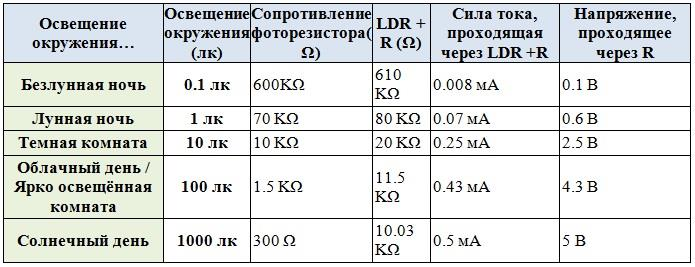 Освещение окружения…
Освещение окружения (лк)
Сопротивление фоторезистора( Ω)
LDR + R (Ω)
Сила тока, проходящая через LDR +R
Напряжение, проходящее через R
Безлунная ночь
0.1 лк
600KΩ
610 KΩ
0.008 мА
0.1 В
Лунная ночь
1 лк
70 KΩ
80 KΩ
0.07 мА
0.6 В
Темная комната
10 лк
10 KΩ
20 KΩ
0.25 мА
2.5 В
Облачный день / Ярко освещённая комната
100 лк
1.5 KΩ
11.5 KΩ
0.43 мА
4.3 В
Солнечный день
1000 лк
300 Ω
10.03 KΩ
0.5 мА
5 В